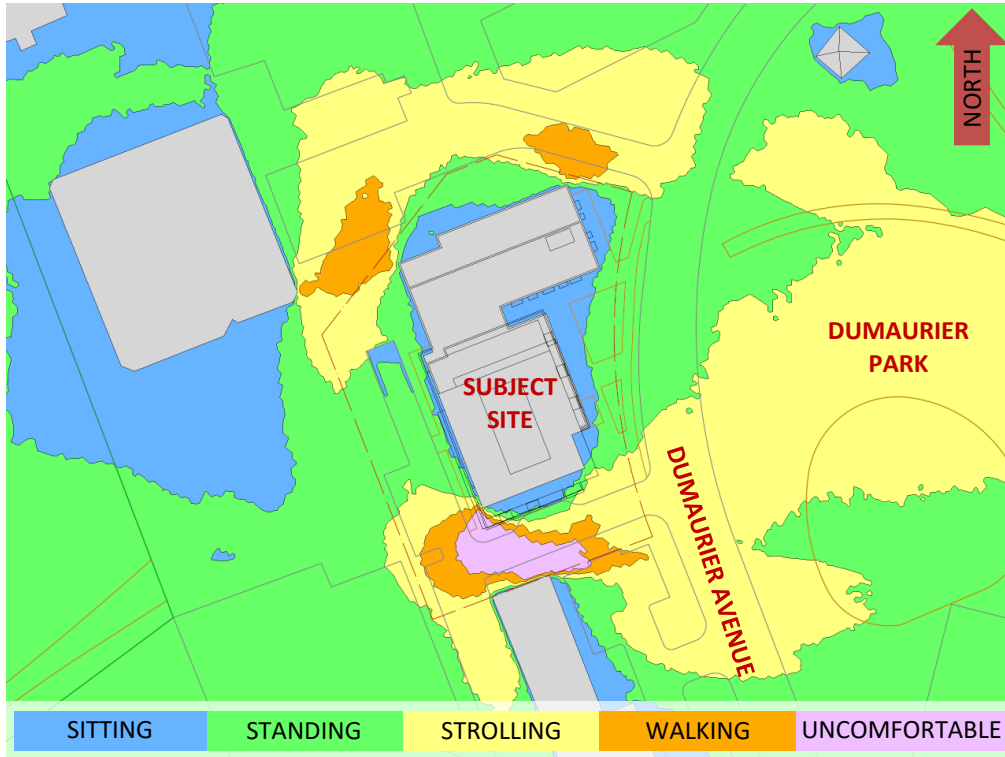 NORTH
DUMAURIER
PARK
SUBJECT
SITE
DUMAURIER AVENUE
SITTING
STANDING
STROLLING
WALKING
UNCOMFORTABLE